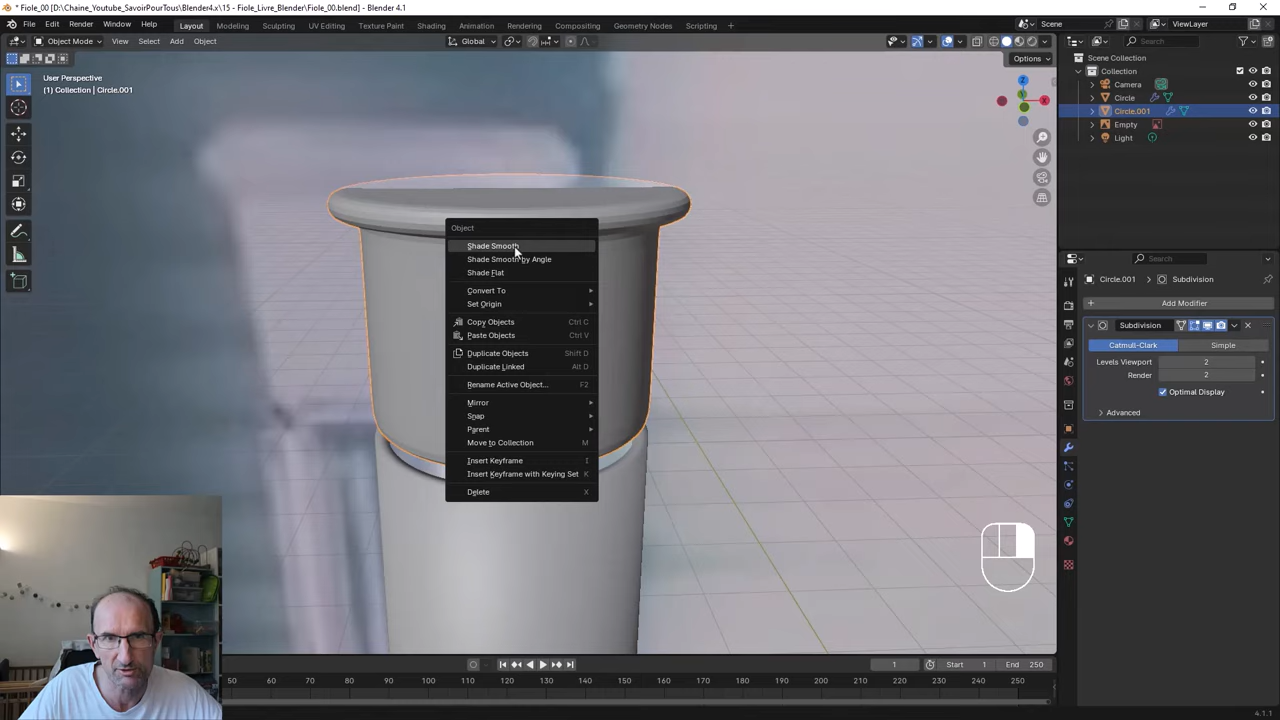 * Fiole_00 [D:\Chaine_Youtube_SavoirPourTous\Blender4.x\15 - Fiole_Livre_Blender\Fiole_00.blend] - Blender 4.1
File Edit Render Window Help Layout Modeling Sculpting UV Editing Texture Paint Shading Animation Rendering Compositing Geometry Nodes Scripting + Scene ViewLayer
Object Mode View Select Add Object Global Search
Options
User Perspective
(1) Collection | Circle.001
Z
Y
X
Scene Collection
Collection
Camera
Circle
Circle.001
Empty
Light
Object
Shade Smooth
Shade Smooth by Angle
Shade Flat
Convert To
Set Origin
Copy Objects Ctrl C
Paste Objects Ctrl V
Duplicate Objects Shift D
Duplicate Linked Alt D
Rename Active Object... F2
Mirror
Snap
Parent
Move to Collection M
Insert Keyframe I
Insert Keyframe with Keying Set K
Delete X
Search
Circle.001 > Subdivision
+ Add Modifier
Subdivision
Catmull-Clark Simple
Levels Viewport 2
Render 2
Optimal Display
Advanced
1 Start 1 End 250
50 60 70 80 90 100 110 120 130 140 150 160 170 180 190 200 210 220 230 240 250
4.1.1